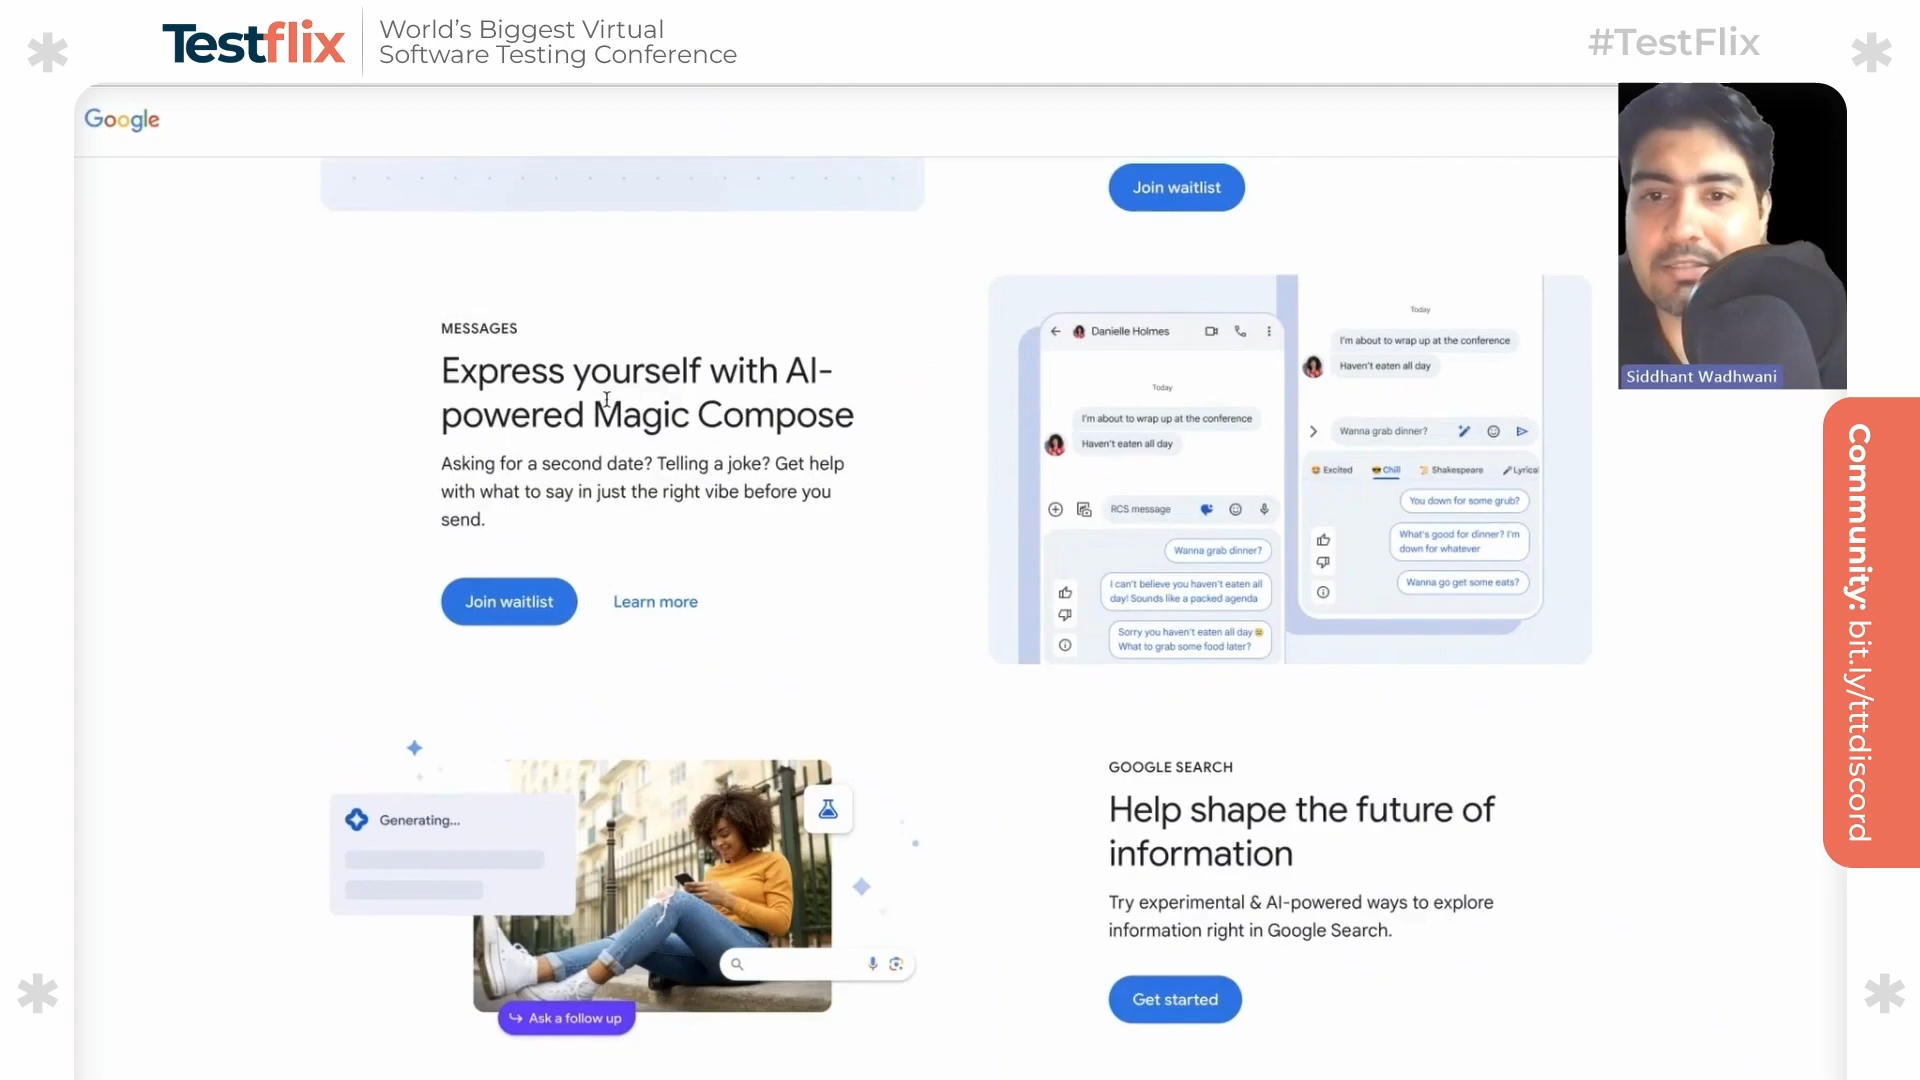 Testflix
World's Biggest Virtual
Software Testing Conference
#TestFlix
Google
Join waitlist
Siddhant Wadhwani
MESSAGES
Express yourself with AI-
powered Magic Compose
Asking for a second date? Telling a joke? Get help
with what to say in just the right vibe before you
send.
Join waitlist
Learn more
Danielle Holmes
Today
I'm about to wrap up at the conference
Haven't eaten all day
RCS message
Wanna grab dinner?
I can't believe you haven't eaten all
day! Sounds like a packed agenda
Sorry you haven't eaten all day😢
What to grab some food later?
Today
I'm about to wrap up at the conference
Haven't eaten all day
Wanna grab dinner?
🤩 Excited
😎 Chill
📜 Shakespeare
🎤 Lyrical
You down for some grub?
What's good for dinner? I'm
down for whatever
Wanna go get some eats?
Community: bit.ly/tttdiscord
Generating...
Ask a follow up
GOOGLE SEARCH
Help shape the future of
information
Try experimental & AI-powered ways to explore
information right in Google Search.
Get started